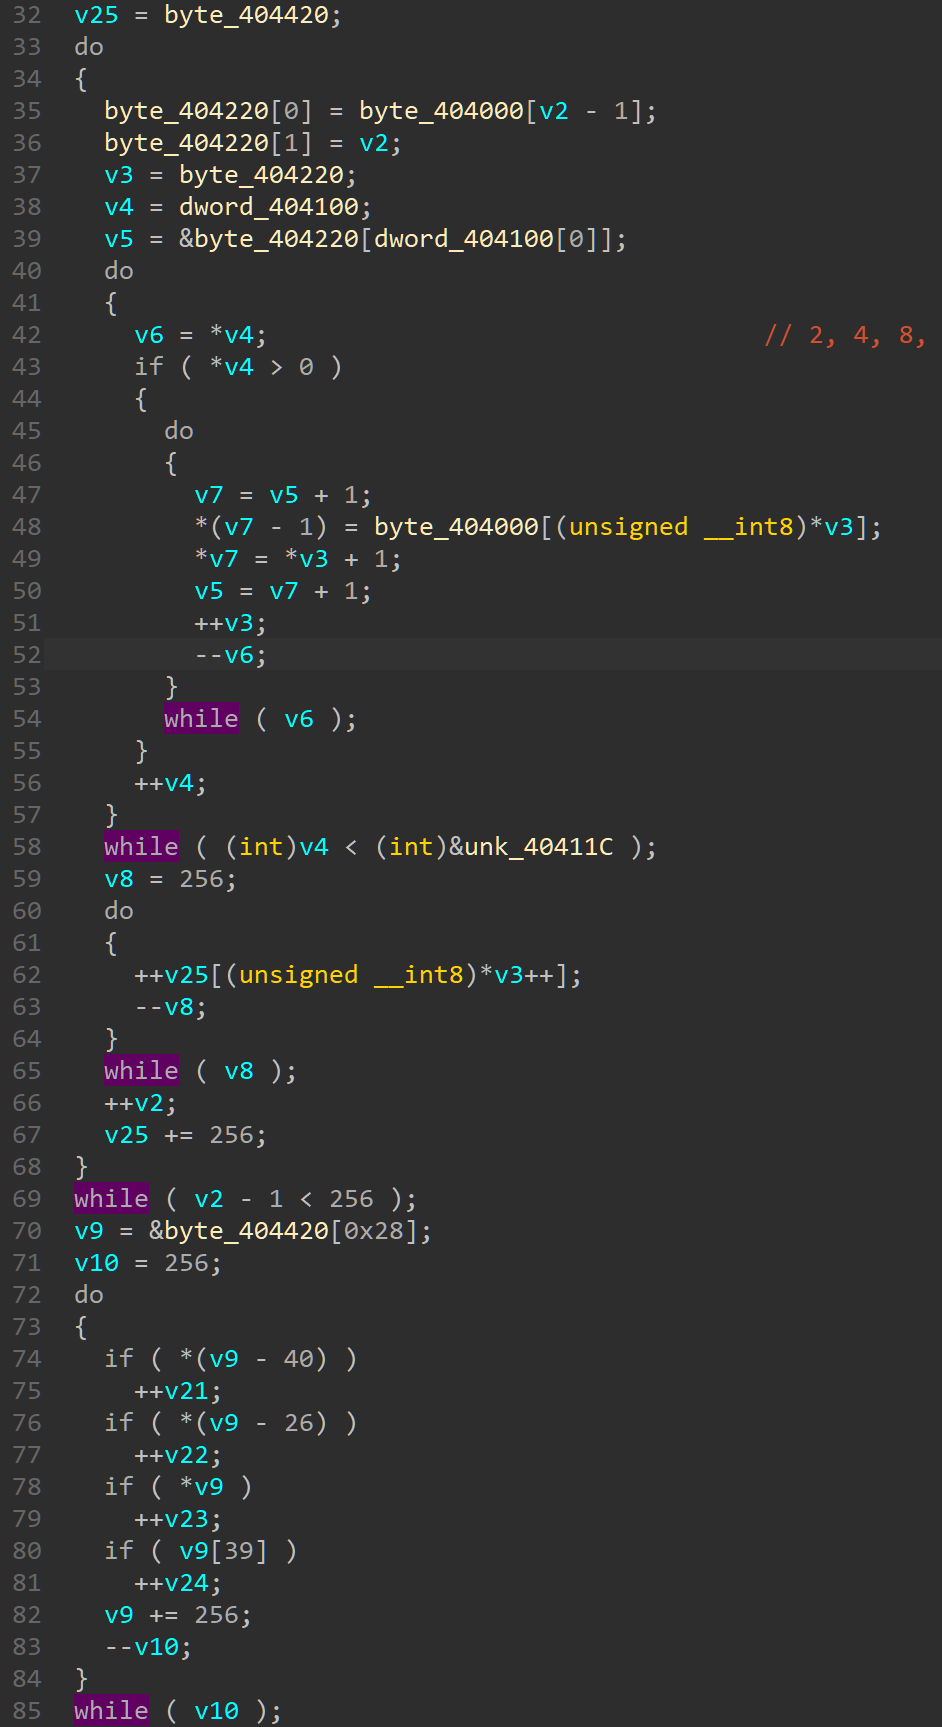 32 v25 = byte_404420;
33 do
34 {
35   byte_404220[0] = byte_404000[v2 - 1];
36   byte_404220[1] = v2;
37   v3 = byte_404220;
38   v4 = dword_404100;
39   v5 = &byte_404220[dword_404100[0]];
40   do
41   {
42     v6 = *v4;                                 // 2, 4, 8,
43     if ( *v4 > 0 )
44     {
45       do
46       {
47         v7 = v5 + 1;
48         *(v7 - 1) = byte_404000[(unsigned __int8)*v3];
49         *v7 = *v3 + 1;
50         v5 = v7 + 1;
51         ++v3;
52         --v6;
53       }
54       while ( v6 );
55     }
56     ++v4;
57   }
58   while ( (int)v4 < (int)&unk_40411C );
59   v8 = 256;
60   do
61   {
62     ++v25[(unsigned __int8)*v3++];
63     --v8;
64   }
65   while ( v8 );
66   ++v2;
67   v25 += 256;
68 }
69 while ( v2 - 1 < 256 );
70 v9 = &byte_404420[0x28];
71 v10 = 256;
72 do
73 {
74   if ( *(v9 - 40) )
75     ++v21;
76   if ( *(v9 - 26) )
77     ++v22;
78   if ( *v9 )
79     ++v23;
80   if ( v9[39] )
81     ++v24;
82   v9 += 256;
83   --v10;
84 }
85 while ( v10 );